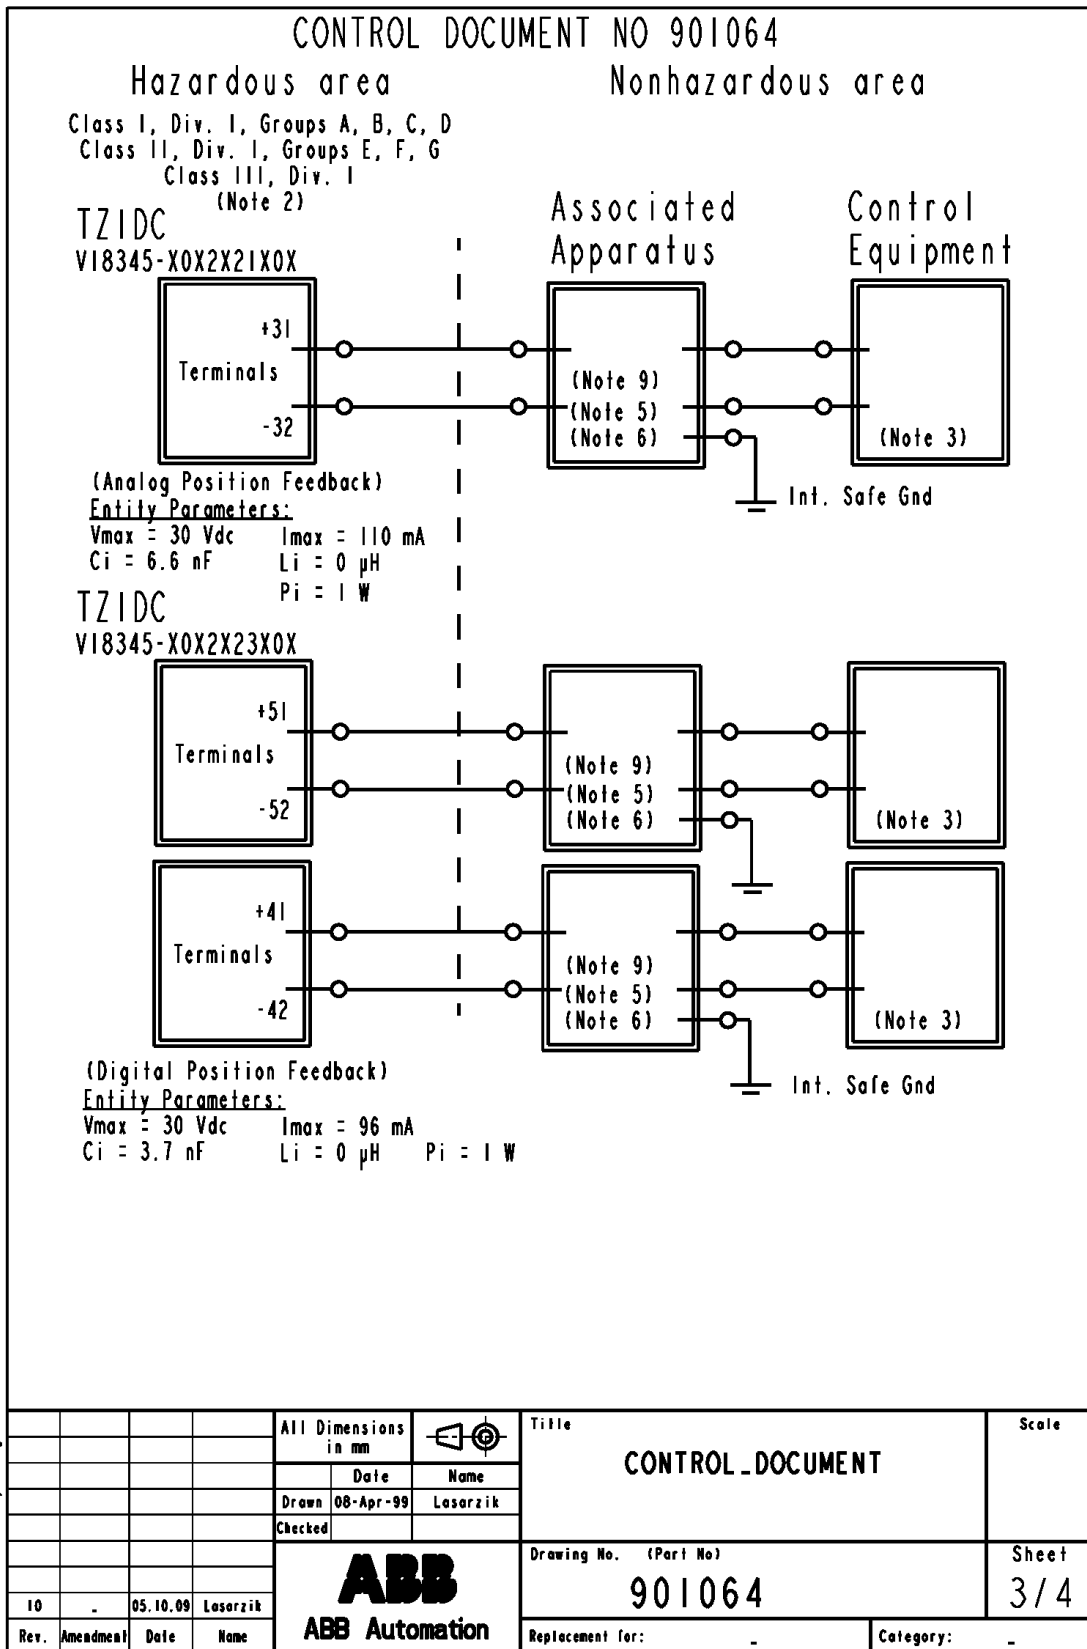 CONTROL DOCUMENT NO 901064
Hazardous area
Nonhazardous area
Class I, Div. 1, Groups A, B, C, D
Class II, Div. 1, Groups E, F, G
Class III, Div. 1
(Note 2)
TZIDC
V18345-X0X2X21X0X
Associated
Apparatus
Control
Equipment
+31
Terminals
-32
(Note 9)
(Note 5)
(Note 6)
(Note 3)
Int. Safe Gnd
(Analog Position Feedback)
Entity Parameters:
Vmax = 30 Vdc Imax = 110 mA
Ci = 6.6 nF Li = 0 µH
Pi = 1 W
TZIDC
V18345-X0X2X23X0X
+51
Terminals
-52
(Note 9)
(Note 5)
(Note 6)
(Note 3)
+41
Terminals
-42
(Note 9)
(Note 5)
(Note 6)
(Note 3)
Int. Safe Gnd
(Digital Position Feedback)
Entity Parameters:
Vmax = 30 Vdc Imax = 96 mA
Ci = 3.7 nF Li = 0 µH Pi = 1 W
All Dimensions
in mm
Date Name
Drawn 08-Apr-99 Lasarzik
Checked
10 - 05.10.09 Lasarzik
Rev. Amendment Date Name
ABB
ABB Automation
Title
CONTROL_DOCUMENT
Scale
Drawing No. (Part No)
901064
Sheet
3/4
Replacement for: -
Category: -